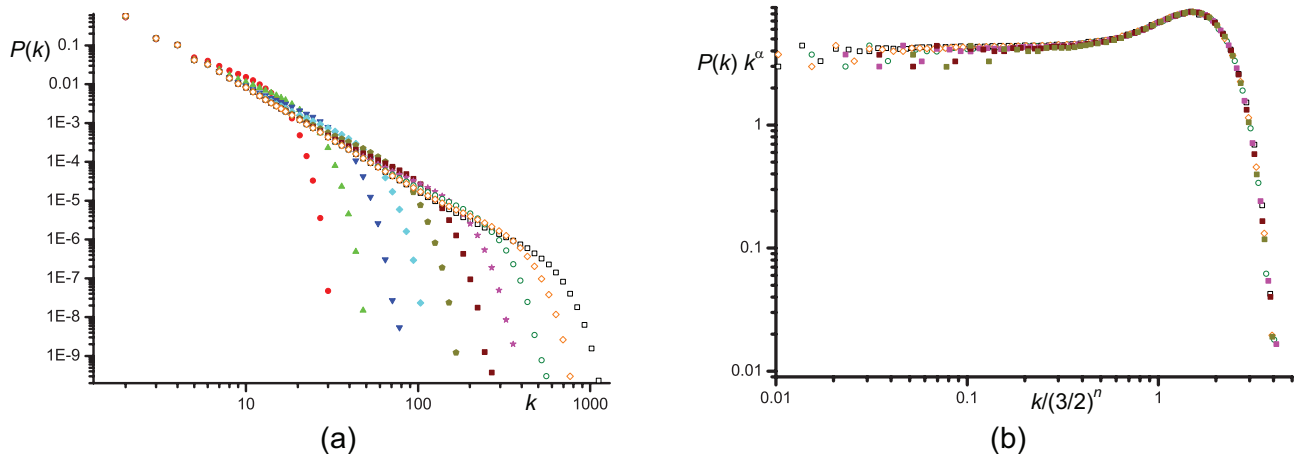 P(k)
0.1
0.01
1E-3
1E-4
1E-5
1E-6
1E-7
1E-8
1E-9
10 100 k 1000
(a)
P(k) k^α
1
0.1
0.01
0.01 0.1 1
k/(3/2)^n
(b)